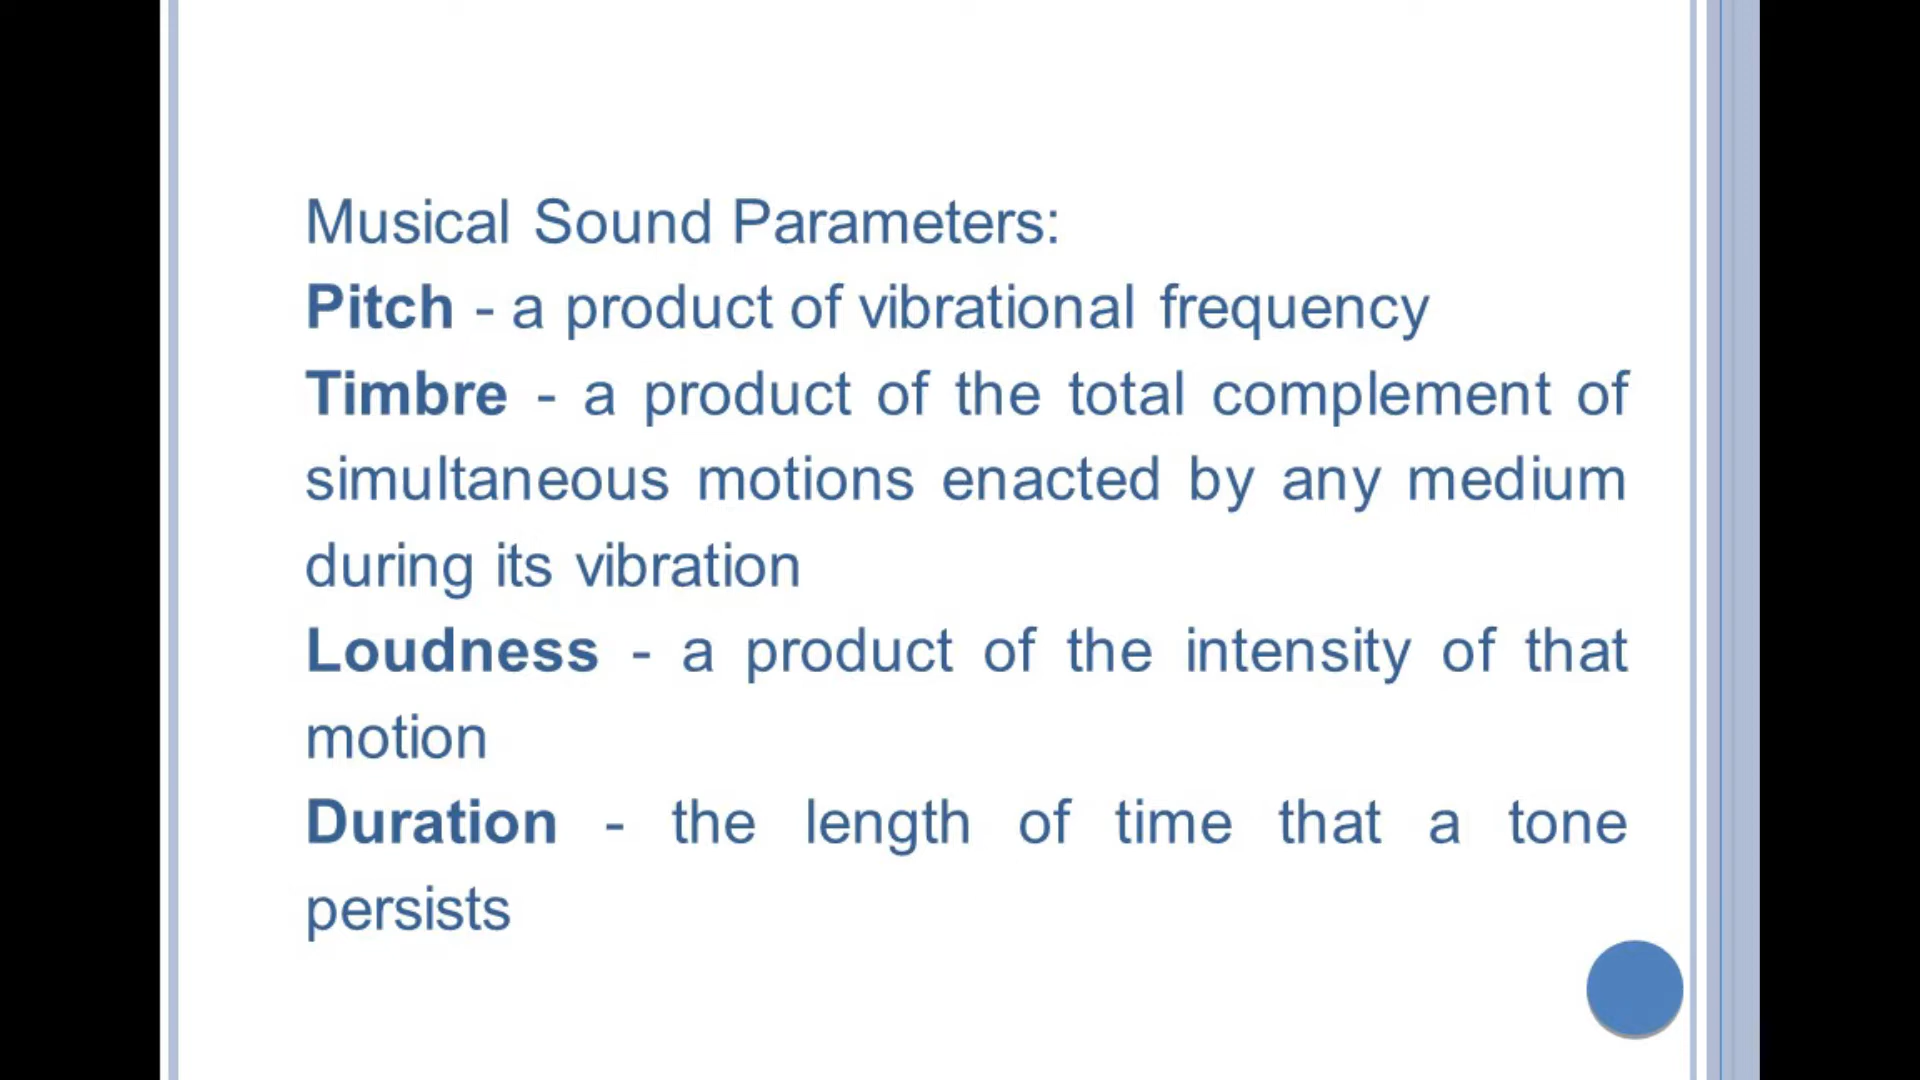 Musical Sound Parameters:
Pitch - a product of vibrational frequency
Timbre - a product of the total complement of
simultaneous motions enacted by any medium
during its vibration
Loudness - a product of the intensity of that
motion
Duration - the length of time that a tone
persists